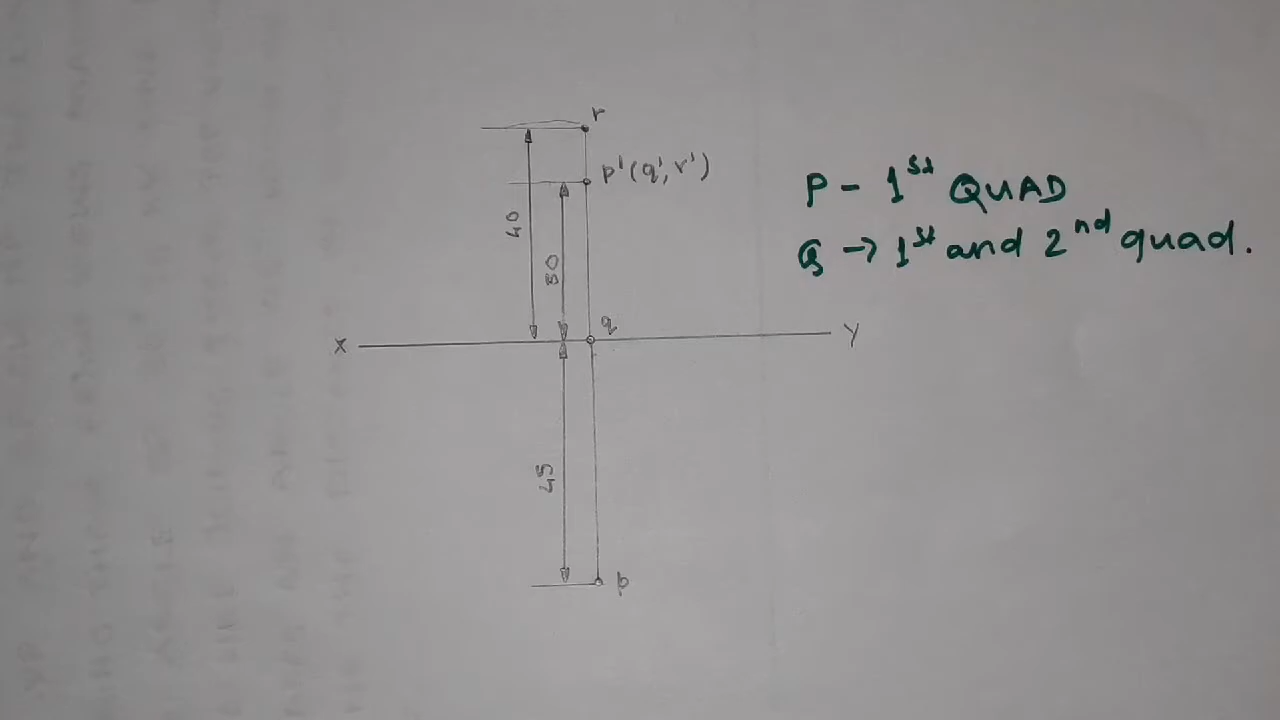 r
p'(q', r')
40
30
q
X
Y
45
p
P - 1st QUAD
Q → 1st and 2nd quad.